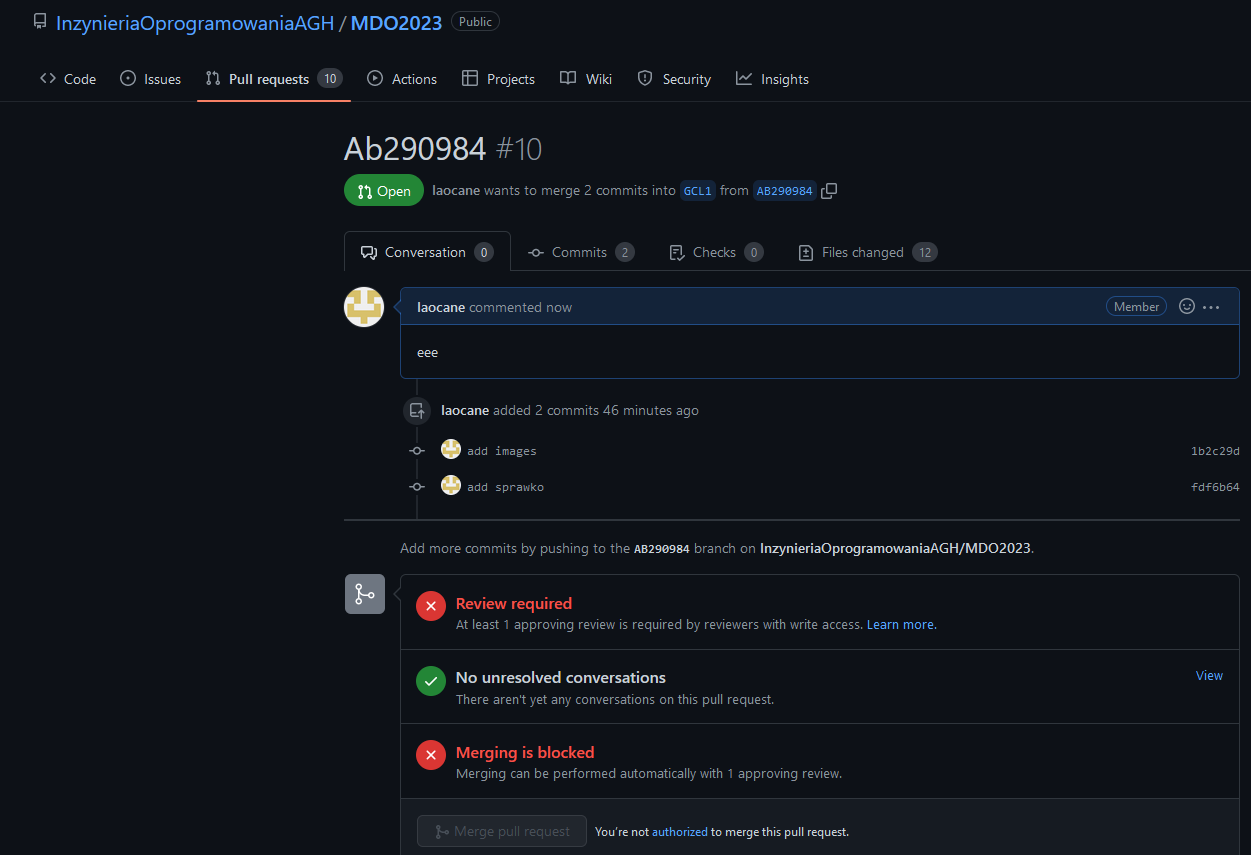 InzynieriaOprogramowaniaAGH / MDO2023 Public
Code Issues Pull requests 10 Actions Projects Wiki Security Insights
Ab290984 #10
Open laocane wants to merge 2 commits into GCL1 from AB290984
Conversation 0 Commits 2 Checks 0 Files changed 12
laocane commented now Member
eee
laocane added 2 commits 46 minutes ago
add images 1b2c29d
add sprawko fdf6b64
Add more commits by pushing to the AB290984 branch on InzynieriaOprogramowaniaAGH/MDO2023.
Review required
At least 1 approving review is required by reviewers with write access. Learn more.
No unresolved conversations View
There aren't yet any conversations on this pull request.
Merging is blocked
Merging can be performed automatically with 1 approving review.
Merge pull request You're not authorized to merge this pull request.